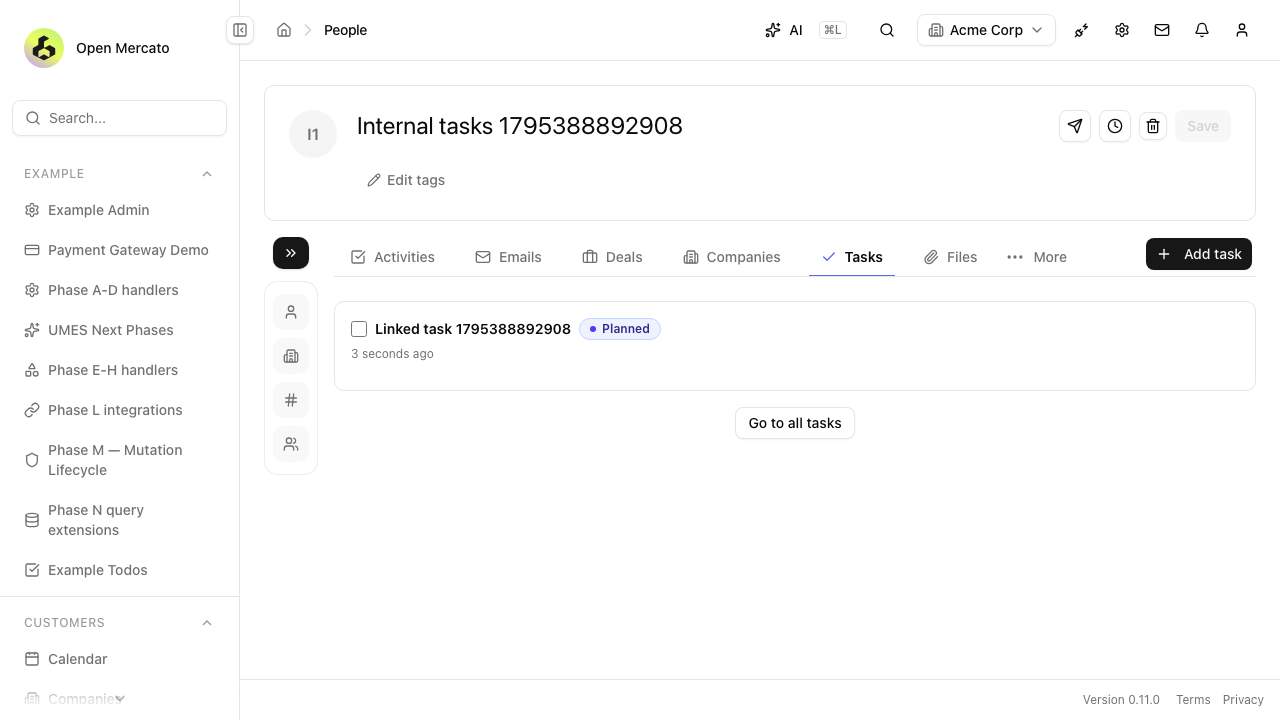 Open Mercato
Search...
EXAMPLE
Example Admin
Payment Gateway Demo
Phase A-D handlers
UMES Next Phases
Phase E-H handlers
Phase L integrations
Phase M — Mutation
Lifecycle
Phase N query
extensions
Example Todos
CUSTOMERS
Calendar
Companies
People
AI ⌘L
Acme Corp
I1
Internal tasks 1795388892908
Save
Edit tags
Activities
Emails
Deals
Companies
Tasks
Files
More
Add task
Linked task 1795388892908
Planned
3 seconds ago
Go to all tasks
Version 0.11.0
Terms
Privacy